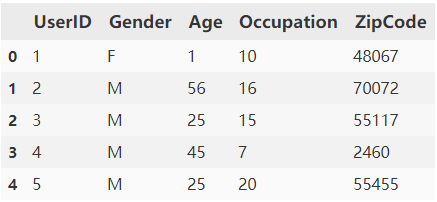 UserID Gender Age Occupation ZipCode
0 1 F 1 10 48067
1 2 M 56 16 70072
2 3 M 25 15 55117
3 4 M 45 7 2460
4 5 M 25 20 55455